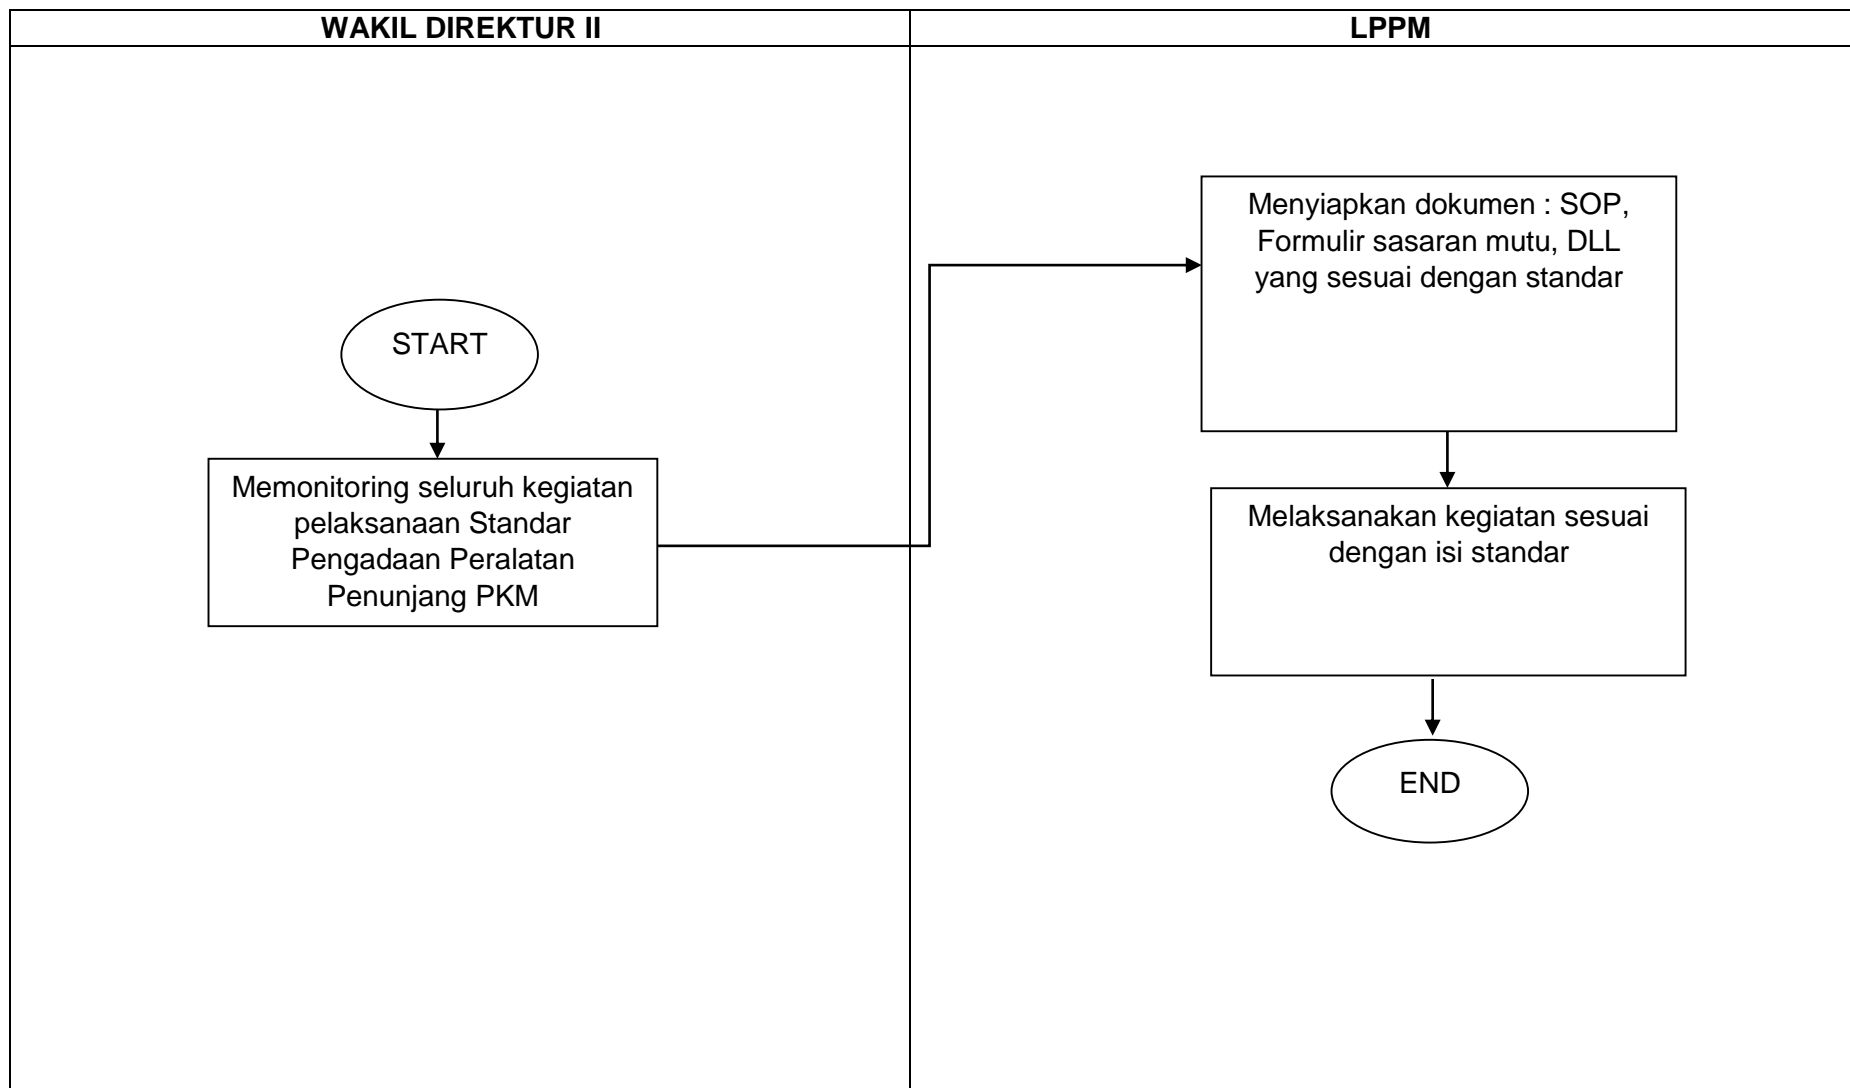 WAKIL DIREKTUR II
LPPM
START
Memonitoring seluruh kegiatan
pelaksanaan Standar
Pengadaan Peralatan
Penunjang PKM
Menyiapkan dokumen : SOP,
Formulir sasaran mutu, DLL
yang sesuai dengan standar
Melaksanakan kegiatan sesuai
dengan isi standar
END